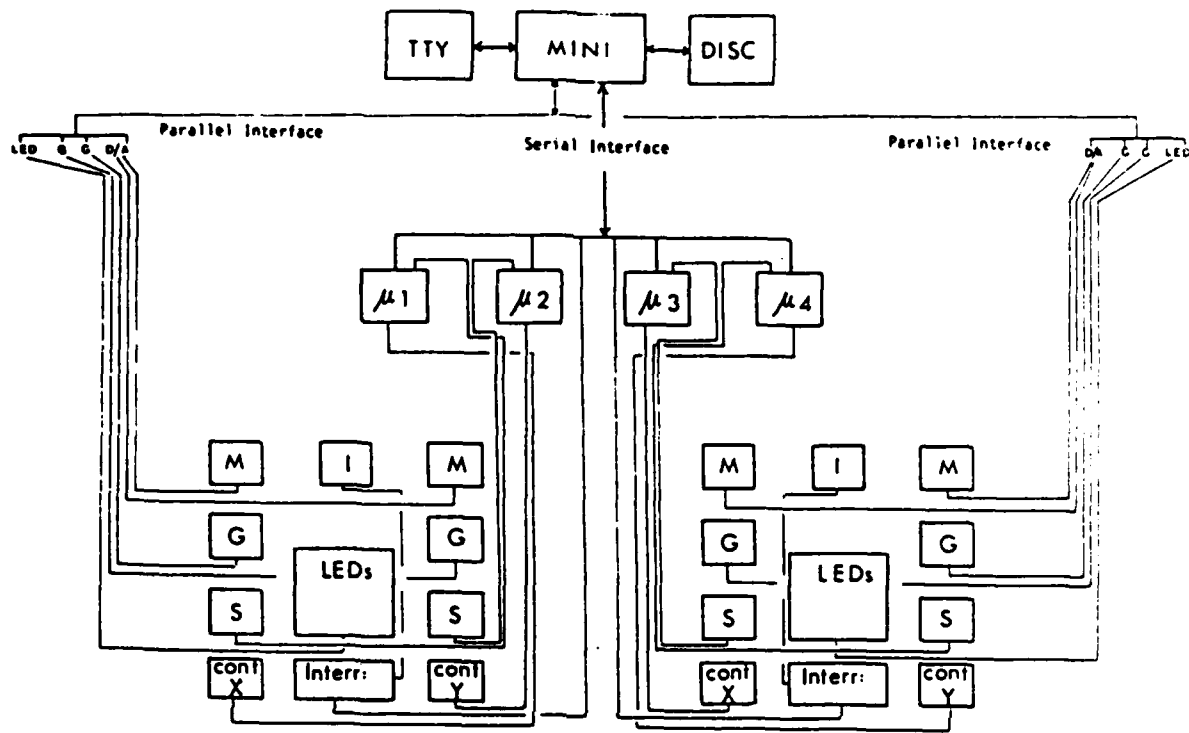 TTY MINI DISC
Parallel Interface
Serial Interface
Parallel Interface
LED G G D/A
D/A G G LED
μ1 μ2 μ3 μ4
M I M
M I M
G G
G G
LEDs
LEDs
S S
S S
cont X Interr: cont Y
cont X Interr: cont Y